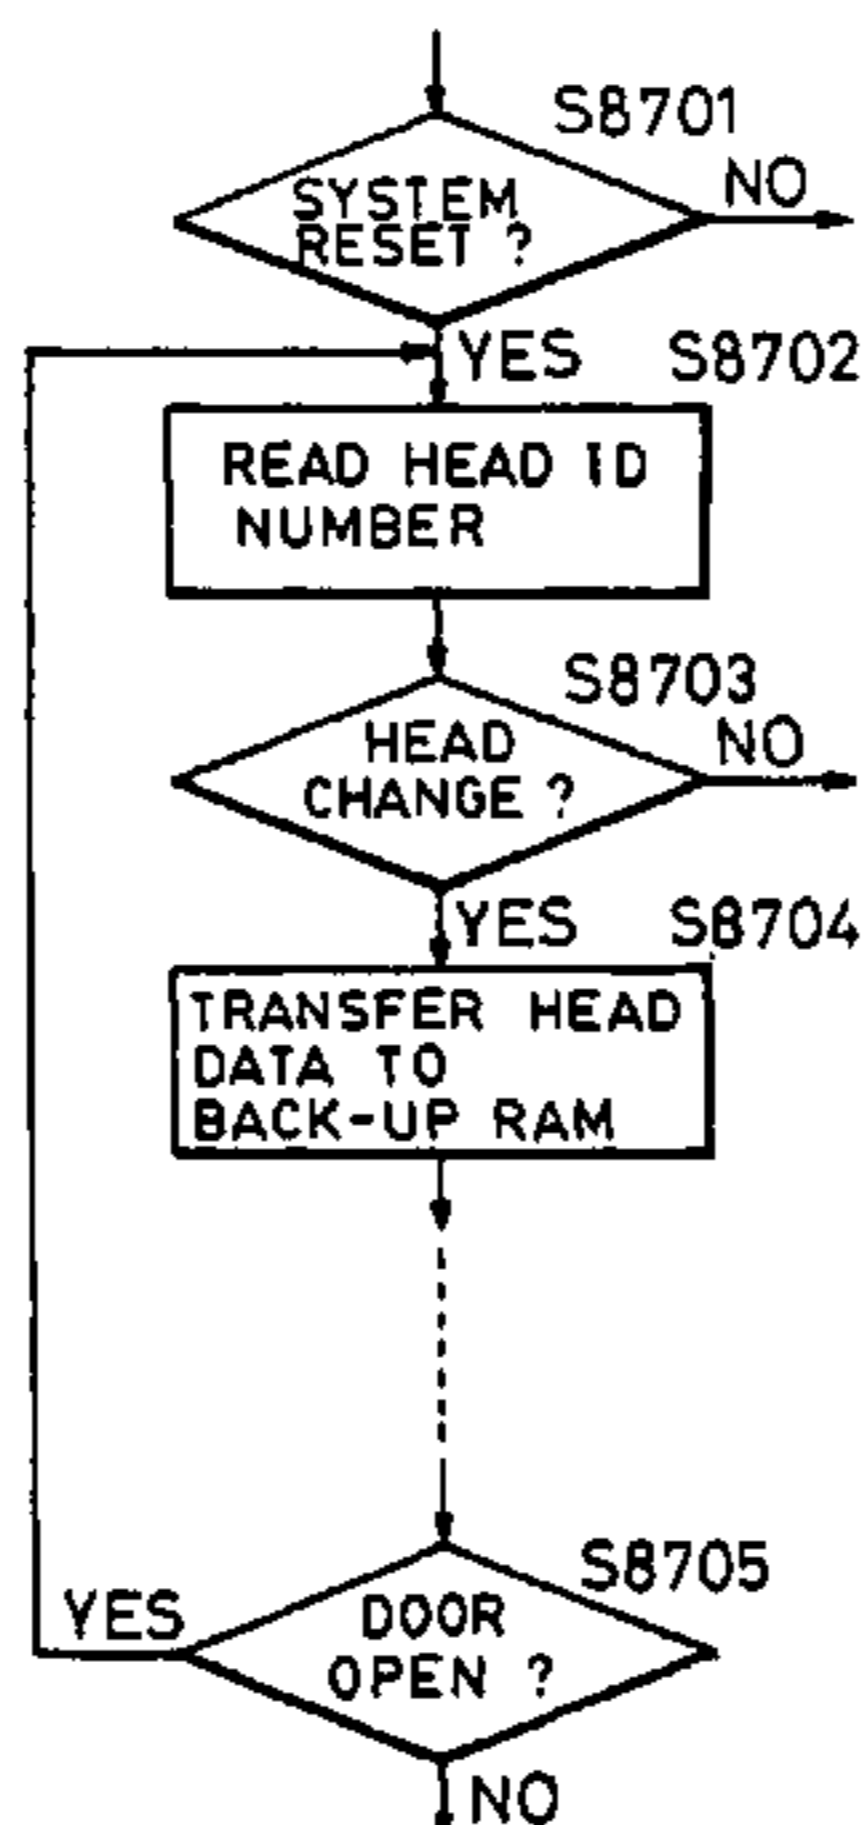 S8701
SYSTEM
RESET ?
NO
YES
S8702
READ HEAD ID
NUMBER
S8703
HEAD
CHANGE ?
NO
YES
S8704
TRANSFER HEAD
DATA TO
BACK-UP RAM
S8705
DOOR
OPEN ?
YES
NO